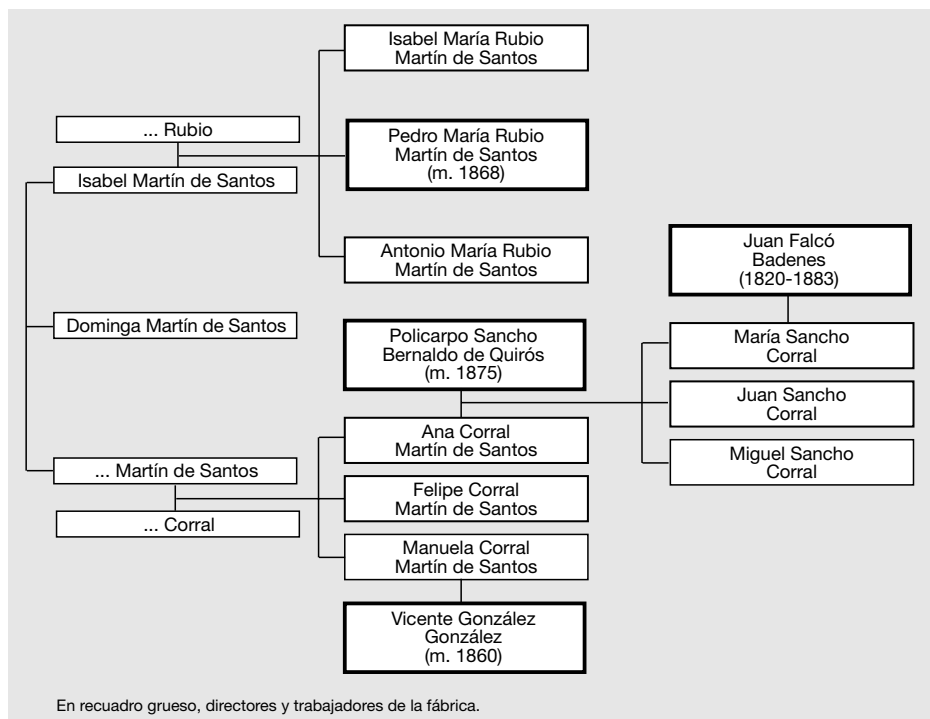 Isabel María Rubio
Martín de Santos
... Rubio
Pedro María Rubio
Martín de Santos
(m. 1868)
Isabel Martín de Santos
Antonio María Rubio
Martín de Santos
Juan Falcó
Badenes
(1820-1883)
Dominga Martín de Santos
Policarpo Sancho
Bernaldo de Quirós
(m. 1875)
María Sancho
Corral
Juan Sancho
Corral
Ana Corral
Martín de Santos
Miguel Sancho
Corral
... Martín de Santos
Felipe Corral
Martín de Santos
... Corral
Manuela Corral
Martín de Santos
Vicente González
González
(m. 1860)
En recuadro grueso, directores y trabajadores de la fábrica.